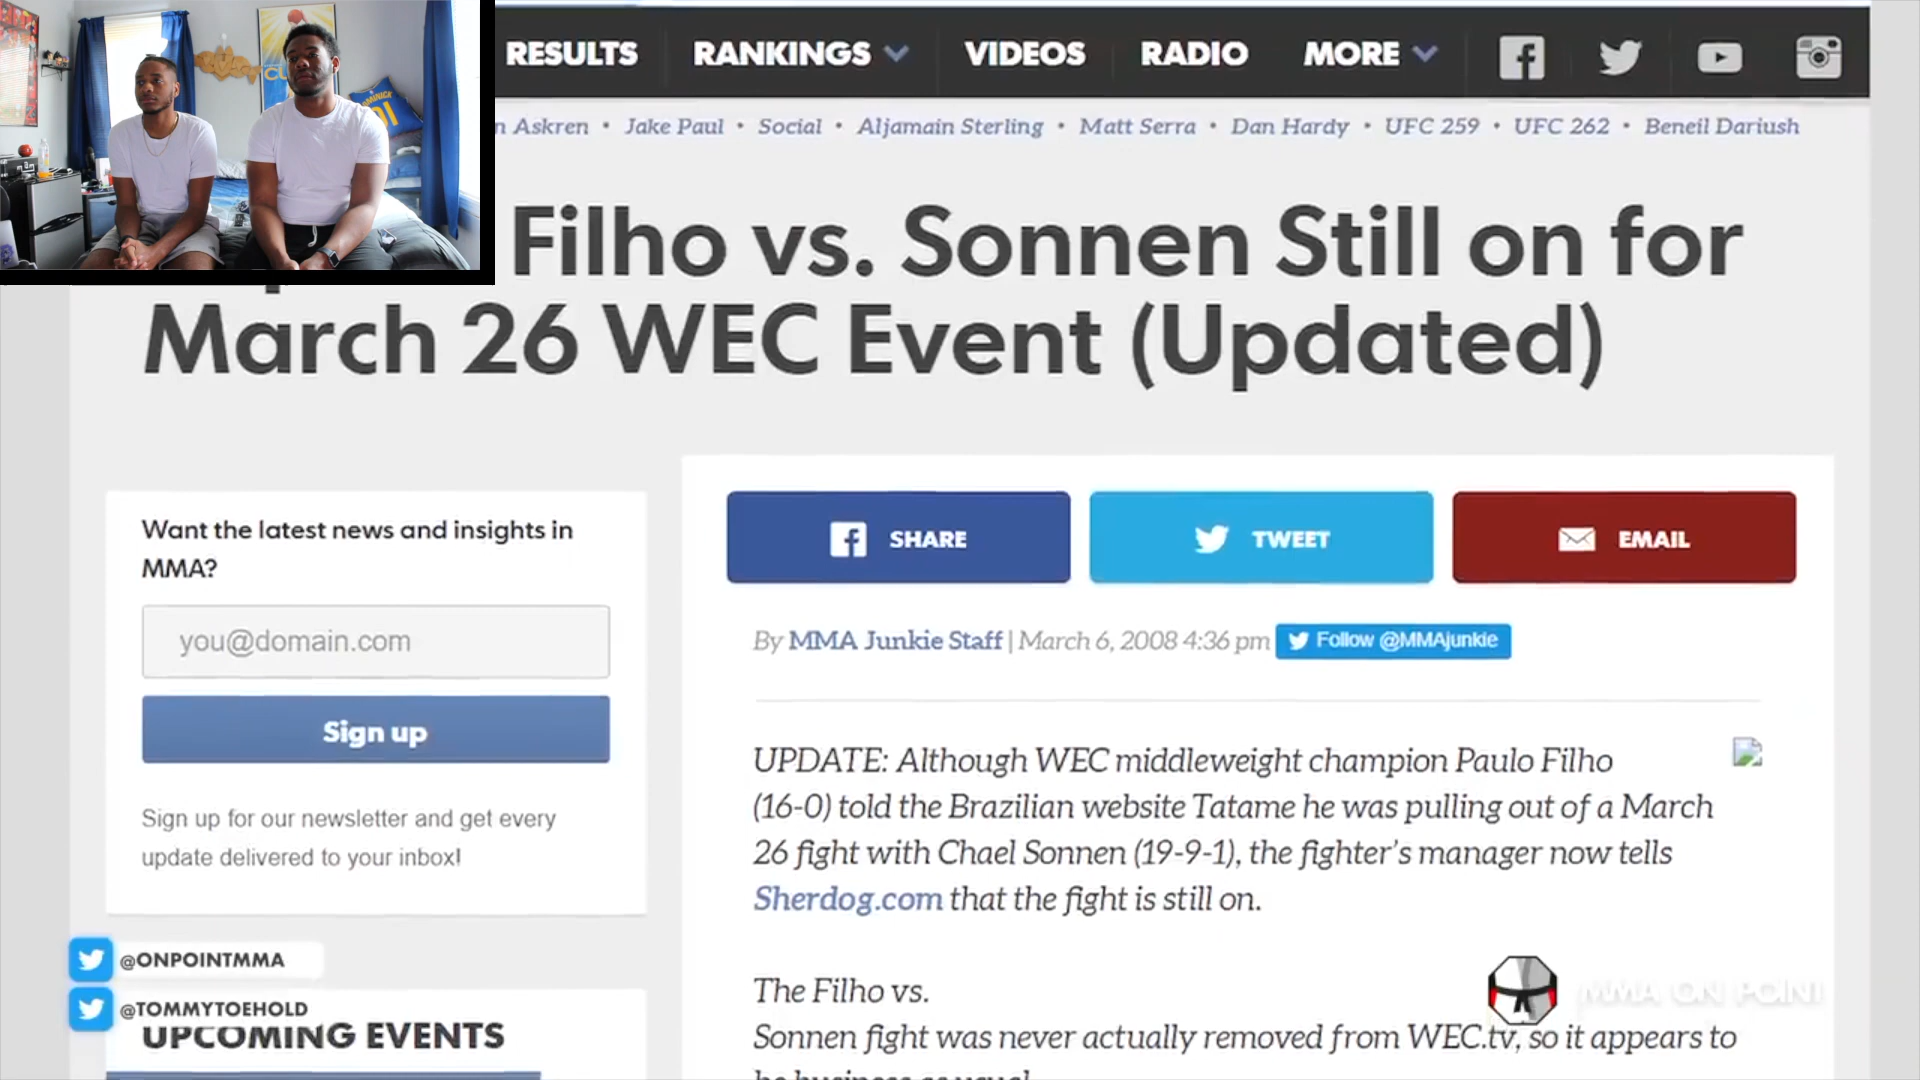 RESULTS RANKINGS VIDEOS RADIO MORE
n Askren • Jake Paul • Social • Aljamain Sterling • Matt Serra • Dan Hardy • UFC 259 • UFC 262 • Beneil Dariush
Filho vs. Sonnen Still on for
March 26 WEC Event (Updated)
Want the latest news and insights in
MMA?
you@domain.com
Sign up
Sign up for our newsletter and get every
update delivered to your inbox!
@ONPOINTMMA
@TOMMYTOEHOLD
UPCOMING EVENTS
SHARE TWEET EMAIL
By MMA Junkie Staff | March 6, 2008 4:36 pm Follow @MMAjunkie
UPDATE: Although WEC middleweight champion Paulo Filho
(16-0) told the Brazilian website Tatame he was pulling out of a March
26 fight with Chael Sonnen (19-9-1), the fighter's manager now tells
Sherdog.com that the fight is still on.
The Filho vs.
Sonnen fight was never actually removed from WEC.tv, so it appears to
be business as usual
MMA ON POINT